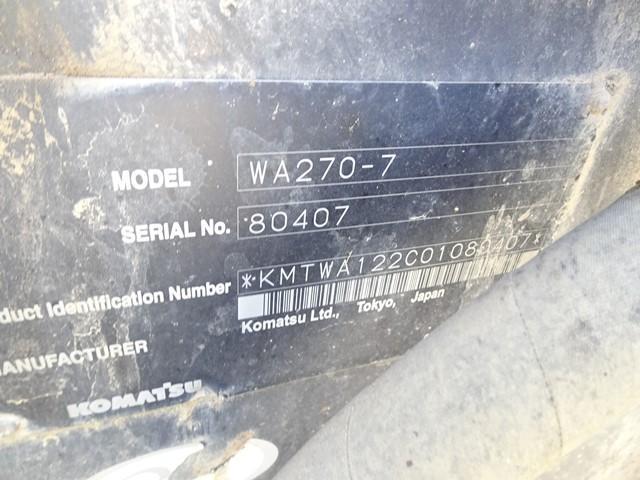 MODEL WA270-7
SERIAL No. 80407
duct Identification Number *KMTWA122C01080407*
Komatsu Ltd., Tokyo, Japan
MANUFACTURER
KOMATSU